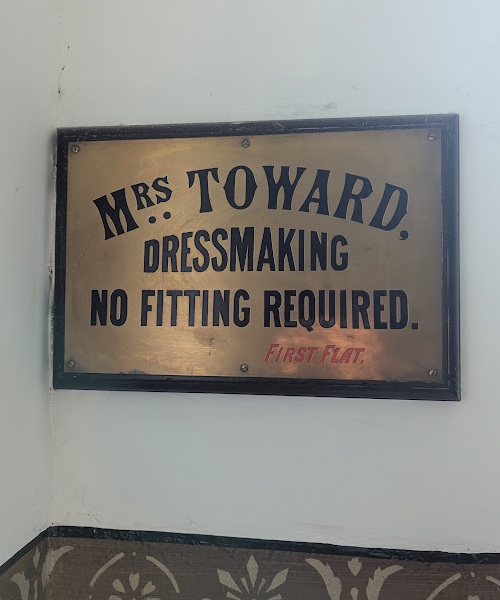 MRS TOWARD,
DRESSMAKING
NO FITTING REQUIRED.
FIRST FLAT.